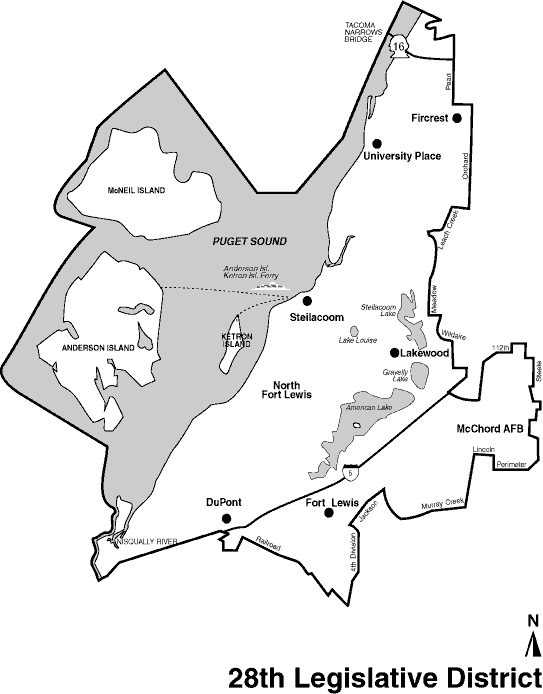 TACOMA
NARROWS
BRIDGE
16
Pearl
Fircrest
University Place
Orchard
McNEIL ISLAND
Leach Creek
PUGET SOUND
Anderson Isl.
Ketron Isl. Ferry
Meadow
Steilacoom
Steilacoom
Lake
Wildaire
Lake Louise
KETRON
ISLAND
ANDERSON ISLAND
Lakewood
112th
Steele
Gravelly
Lake
North
Fort Lewis
American Lake
McChord AFB
Lincoln
Perimeter
5
DuPont
Fort Lewis
Jackson
Murray Creek
NISQUALLY RIVER
Railroad
4th Division
N
28th Legislative District